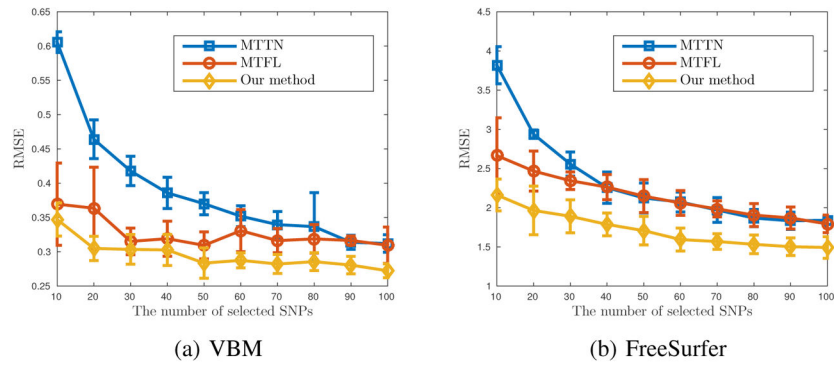 0.65
0.6
0.55
0.5
0.45
0.4
0.35
0.3
0.25
RMSE
MTTN
MTFL
Our method
10 20 30 40 50 60 70 80 90 100
The number of selected SNPs
(a) VBM
4.5
4
3.5
3
2.5
2
1.5
1
RMSE
MTTN
MTFL
Our method
10 20 30 40 50 60 70 80 90 100
The number of selected SNPs
(b) FreeSurfer